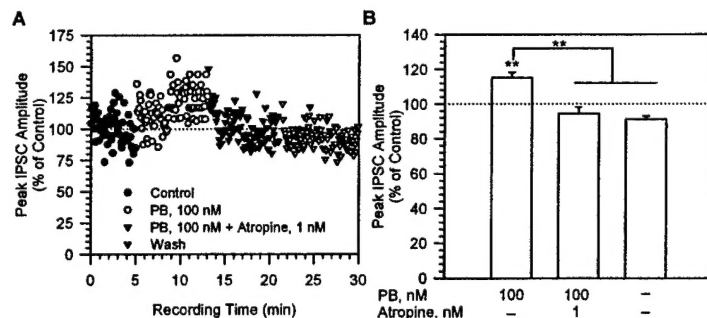 A
Peak IPSC Amplitude
(% of Control)
175
150
125
100
75
50
25
0
Control
PB, 100 nM
PB, 100 nM + Atropine, 1 nM
Wash
0 5 10 15 20 25 30
Recording Time (min)
B
Peak IPSC Amplitude
(% of Control)
140
120
100
80
60
40
20
0
**
**
PB, nM 100 100 –
Atropine, nM – 1 –